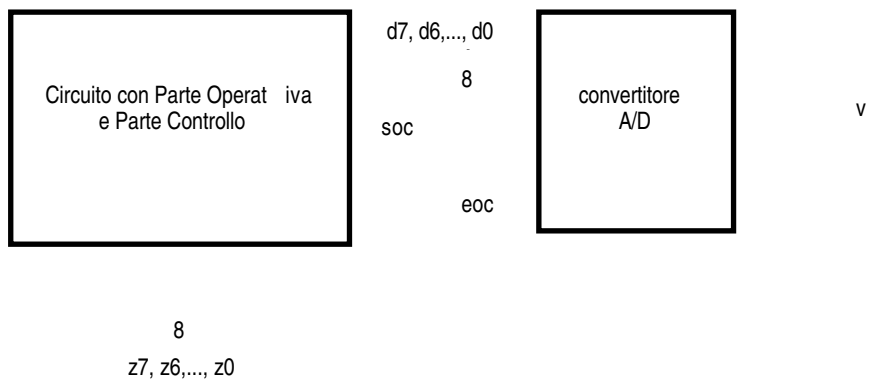 d7, d6,..., d0
8
Circuito con Parte Operat iva
e Parte Controllo
soc
convertitore
A/D
v
eoc
8
z7, z6,..., z0